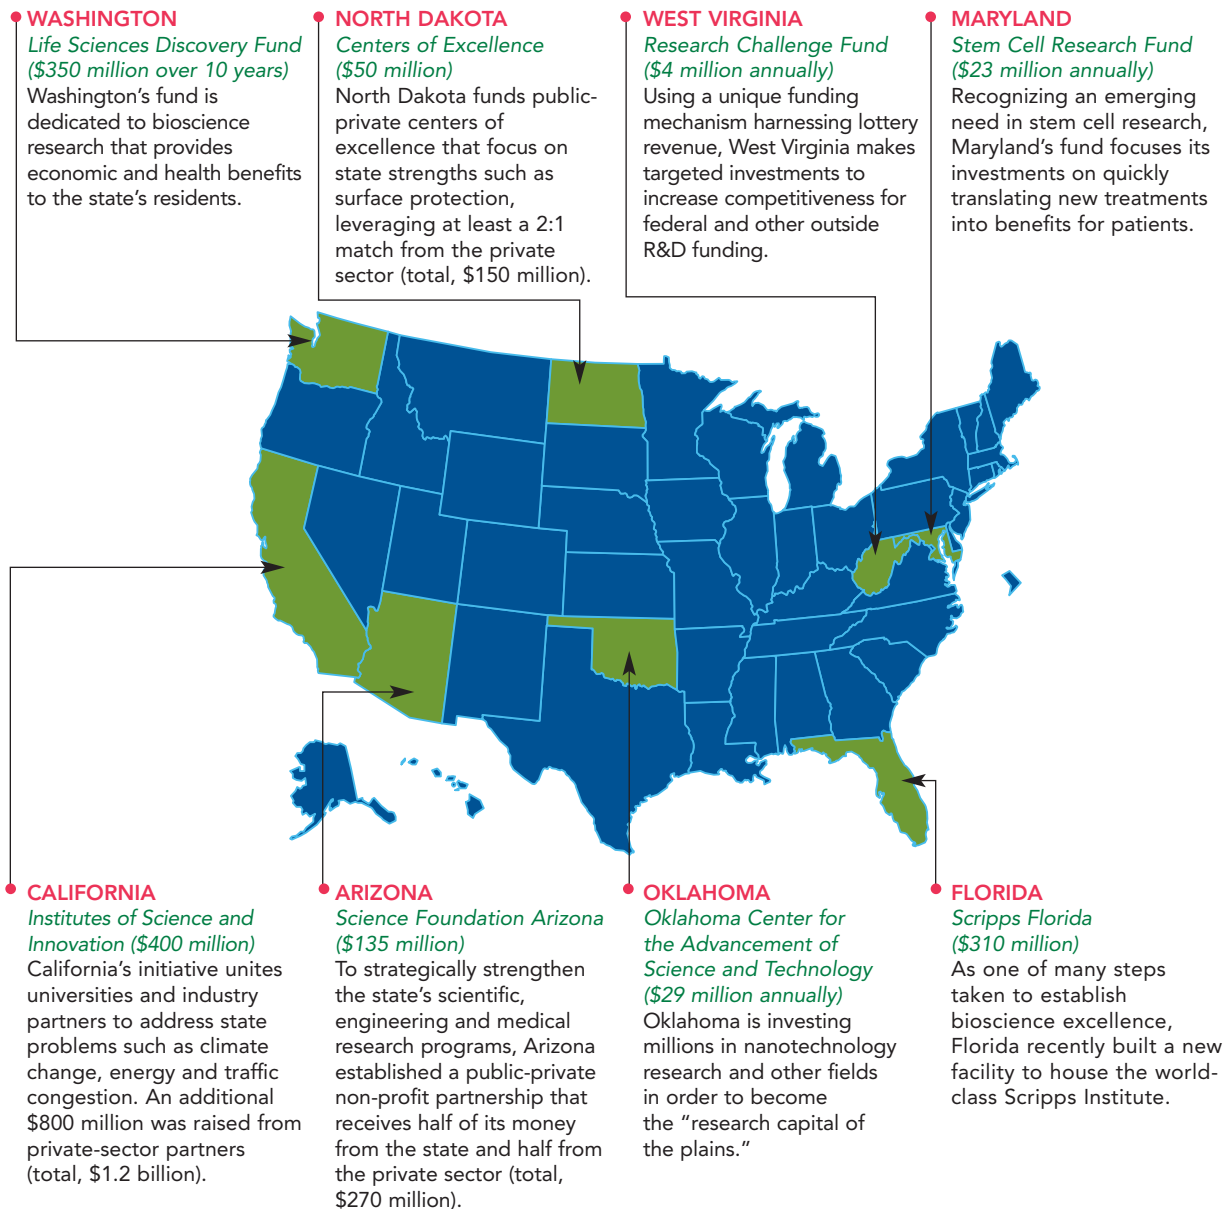 WASHINGTON
Life Sciences Discovery Fund
($350 million over 10 years)
Washington’s fund is
dedicated to bioscience
research that provides
economic and health benefits
to the state’s residents.
NORTH DAKOTA
Centers of Excellence
($50 million)
North Dakota funds public-
private centers of
excellence that focus on
state strengths such as
surface protection,
leveraging at least a 2:1
match from the private
sector (total, $150 million).
WEST VIRGINIA
Research Challenge Fund
($4 million annually)
Using a unique funding
mechanism harnessing lottery
revenue, West Virginia makes
targeted investments to
increase competitiveness for
federal and other outside
R&D funding.
MARYLAND
Stem Cell Research Fund
($23 million annually)
Recognizing an emerging
need in stem cell research,
Maryland’s fund focuses its
investments on quickly
translating new treatments
into benefits for patients.
CALIFORNIA
Institutes of Science and
Innovation ($400 million)
California’s initiative unites
universities and industry
partners to address state
problems such as climate
change, energy and traffic
congestion. An additional
$800 million was raised from
private-sector partners
(total, $1.2 billion).
ARIZONA
Science Foundation Arizona
($135 million)
To strategically strengthen
the state’s scientific,
engineering and medical
research programs, Arizona
established a public-private
non-profit partnership that
receives half of its money
from the state and half from
the private sector (total,
$270 million).
OKLAHOMA
Oklahoma Center for
the Advancement of
Science and Technology
($29 million annually)
Oklahoma is investing
millions in nanotechnology
research and other fields
in order to become
the “research capital of
the plains.”
FLORIDA
Scripps Florida
($310 million)
As one of many steps
taken to establish
bioscience excellence,
Florida recently built a new
facility to house the world-
class Scripps Institute.